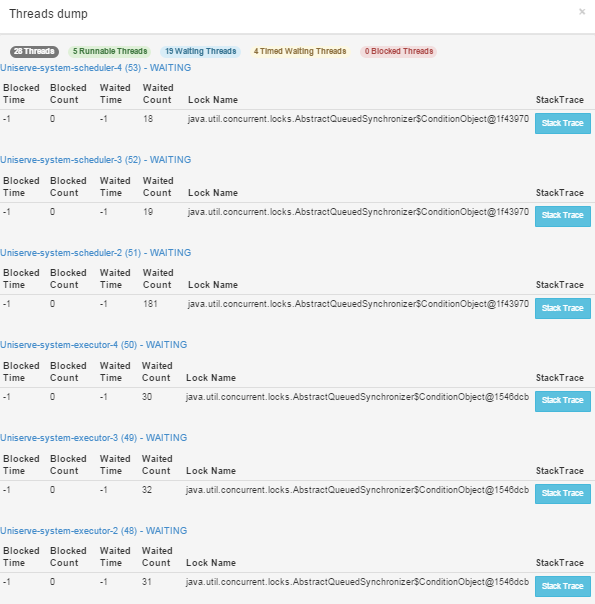 Threads dump ×
28 Threads 5 Runnable Threads 19 Waiting Threads 4 Timed Waiting Threads 0 Blocked Threads
Uniserve-system-scheduler-4 (53) - WAITING
Blocked Time Blocked Count Waited Time Waited Count Lock Name StackTrace
-1 0 -1 18 java.util.concurrent.locks.AbstractQueuedSynchronizer$ConditionObject@1f43970 Stack Trace
Uniserve-system-scheduler-3 (52) - WAITING
Blocked Time Blocked Count Waited Time Waited Count Lock Name StackTrace
-1 0 -1 19 java.util.concurrent.locks.AbstractQueuedSynchronizer$ConditionObject@1f43970 Stack Trace
Uniserve-system-scheduler-2 (51) - WAITING
Blocked Time Blocked Count Waited Time Waited Count Lock Name StackTrace
-1 0 -1 181 java.util.concurrent.locks.AbstractQueuedSynchronizer$ConditionObject@1f43970 Stack Trace
Uniserve-system-executor-4 (50) - WAITING
Blocked Time Blocked Count Waited Time Waited Count Lock Name StackTrace
-1 0 -1 30 java.util.concurrent.locks.AbstractQueuedSynchronizer$ConditionObject@1546dcb Stack Trace
Uniserve-system-executor-3 (49) - WAITING
Blocked Time Blocked Count Waited Time Waited Count Lock Name StackTrace
-1 0 -1 32 java.util.concurrent.locks.AbstractQueuedSynchronizer$ConditionObject@1546dcb Stack Trace
Uniserve-system-executor-2 (48) - WAITING
Blocked Time Blocked Count Waited Time Waited Count Lock Name StackTrace
-1 0 -1 31 java.util.concurrent.locks.AbstractQueuedSynchronizer$ConditionObject@1546dcb Stack Trace